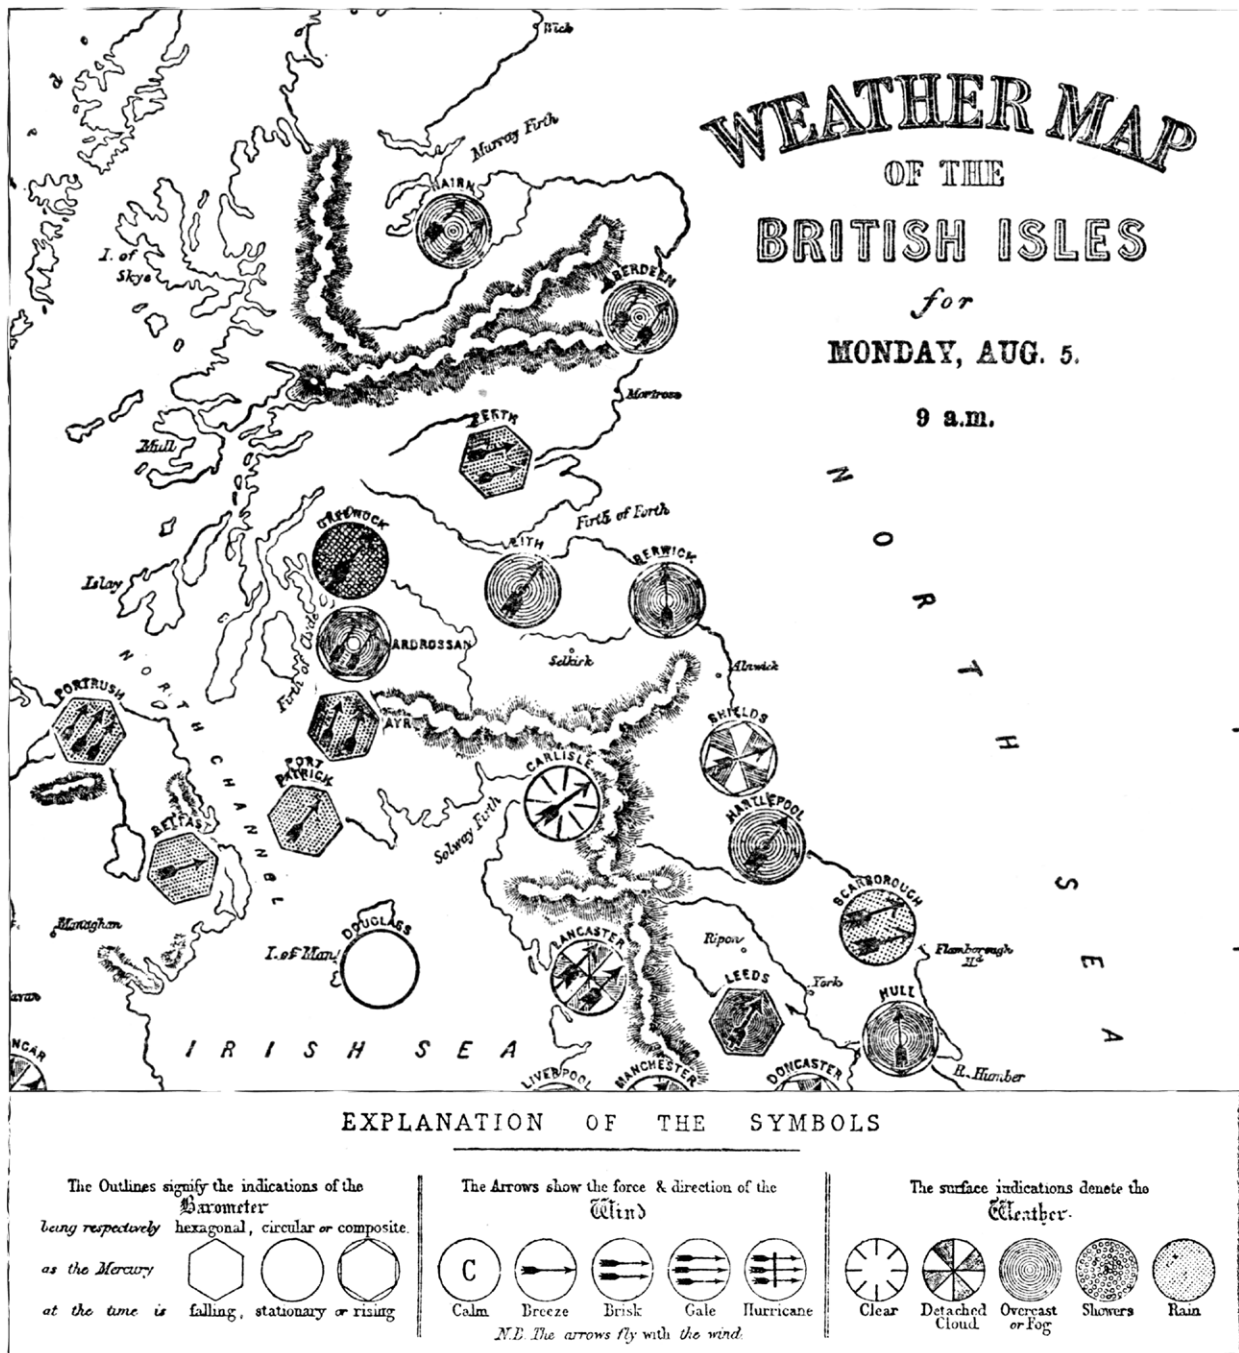 WEATHER MAP
OF THE
BRITISH ISLES
for
MONDAY, AUG. 5.
9 a.m.
Wick
Murray Firth
NAIRN
I. of
Skye
ABERDEEN
Montrose
PERTH
Mull
GREENOCK
Firth of Forth
LEITH
BERWICK
Islay
Firth of Clyde
ARDROSSAN
Selkirk
Alnwick
NORTH CHANNEL
PORTRUSH
AYR
SHIELDS
PORT
PATRICK
CARLISLE
HARTLEPOOL
Solway Firth
BELFAST
SCARBOROUGH
Managhan
DOUGLASS
I. of Man
LANCASTER
Ripon
Flamborough
Hd
LEEDS
York
HULL
NORTH SEA
IRISH SEA
LIVERPOOL
MANCHESTER
DONCASTER
R. Humber
EXPLANATION OF THE SYMBOLS
The Outlines signify the indications of the
Barometer
being respectively hexagonal, circular or composite.
as the Mercury
at the time is falling, stationary or rising
The Arrows show the force & direction of the
Wind
C
Calm Breeze Brisk Gale Hurricane
N.B. The arrows fly with the wind.
The surface indications denote the
Weather.
Clear Detached Cloud Overcast or Fog Showers Rain